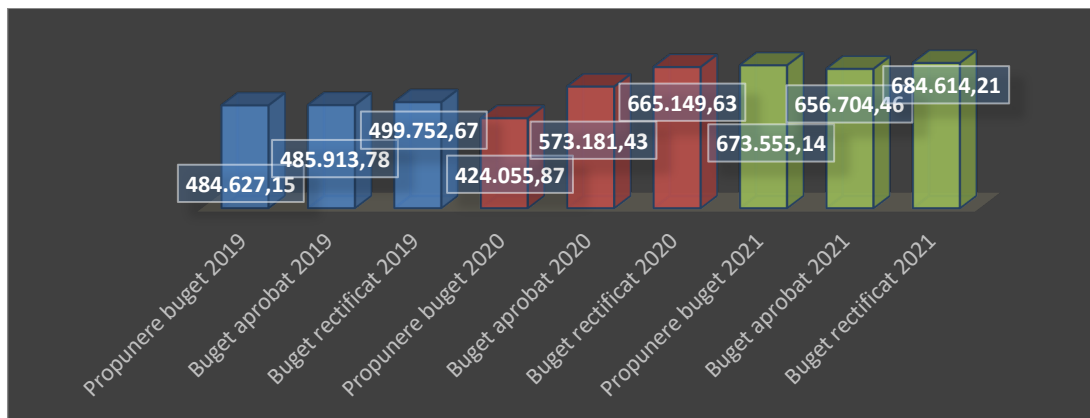 484.627,15
485.913,78
499.752,67
424.055,87
573.181,43
665.149,63
673.555,14
656.704,46
684.614,21
Propunere buget 2019
Buget aprobat 2019
Buget rectificat 2019
Propunere buget 2020
Buget aprobat 2020
Buget rectificat 2020
Propunere buget 2021
Buget aprobat 2021
Buget rectificat 2021